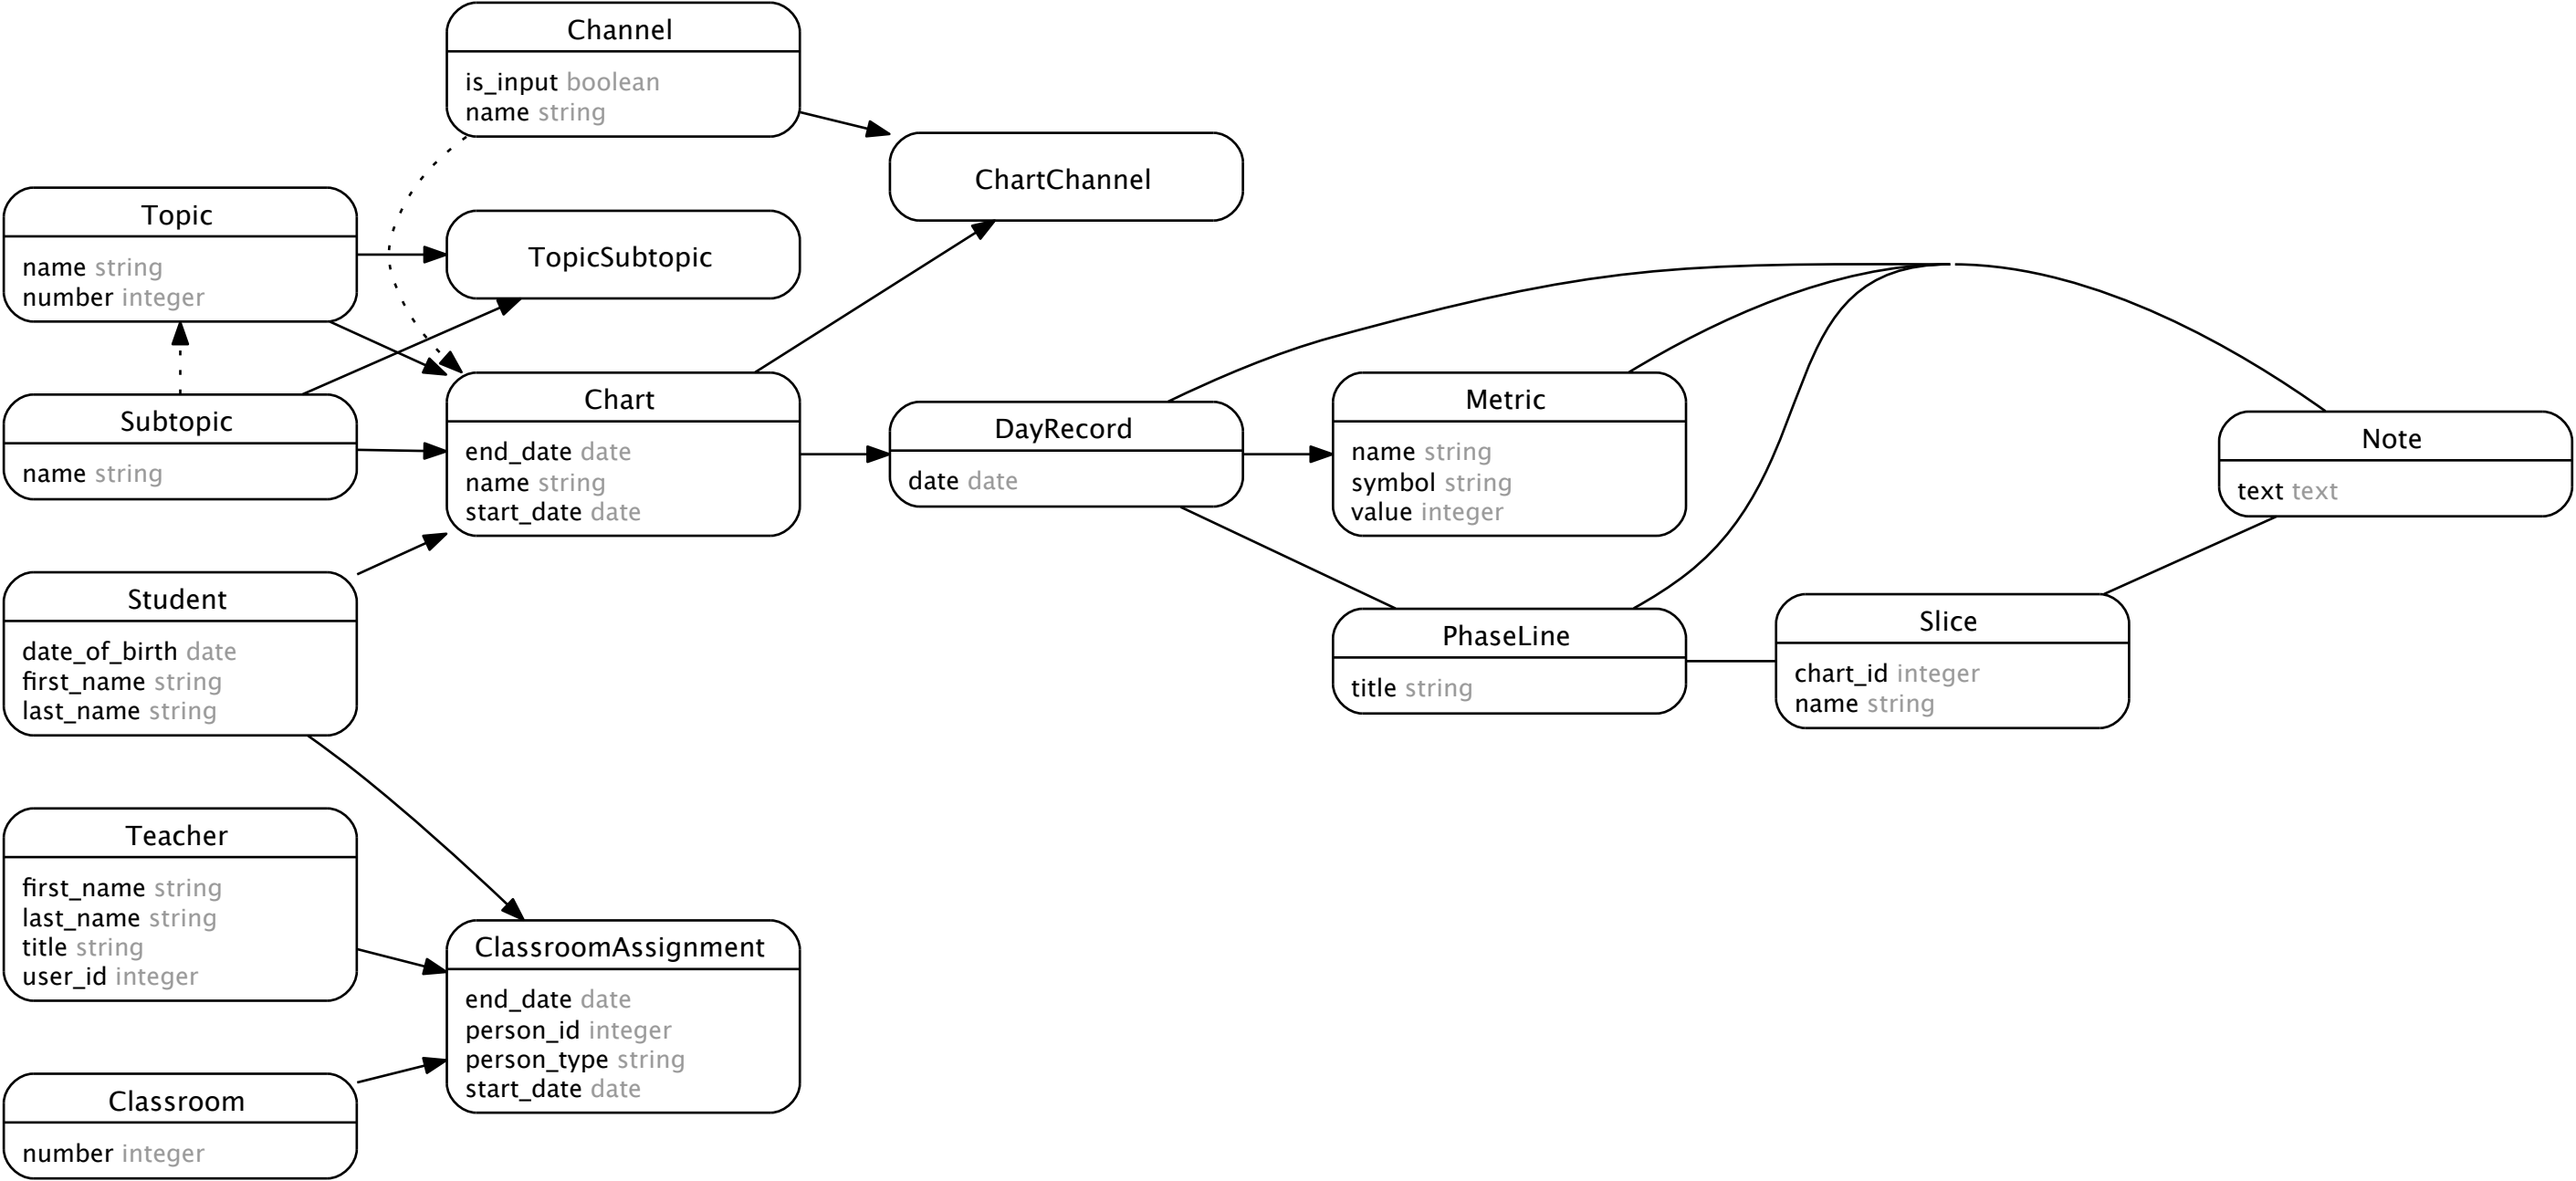 Channel
is_input boolean
name string
ChartChannel
Topic
name string
number integer
TopicSubtopic
Subtopic
name string
Chart
end_date date
name string
start_date date
DayRecord
date date
Metric
name string
symbol string
value integer
Note
text text
Student
date_of_birth date
first_name string
last_name string
PhaseLine
title string
Slice
chart_id integer
name string
Teacher
first_name string
last_name string
title string
user_id integer
ClassroomAssignment
end_date date
person_id integer
person_type string
start_date date
Classroom
number integer